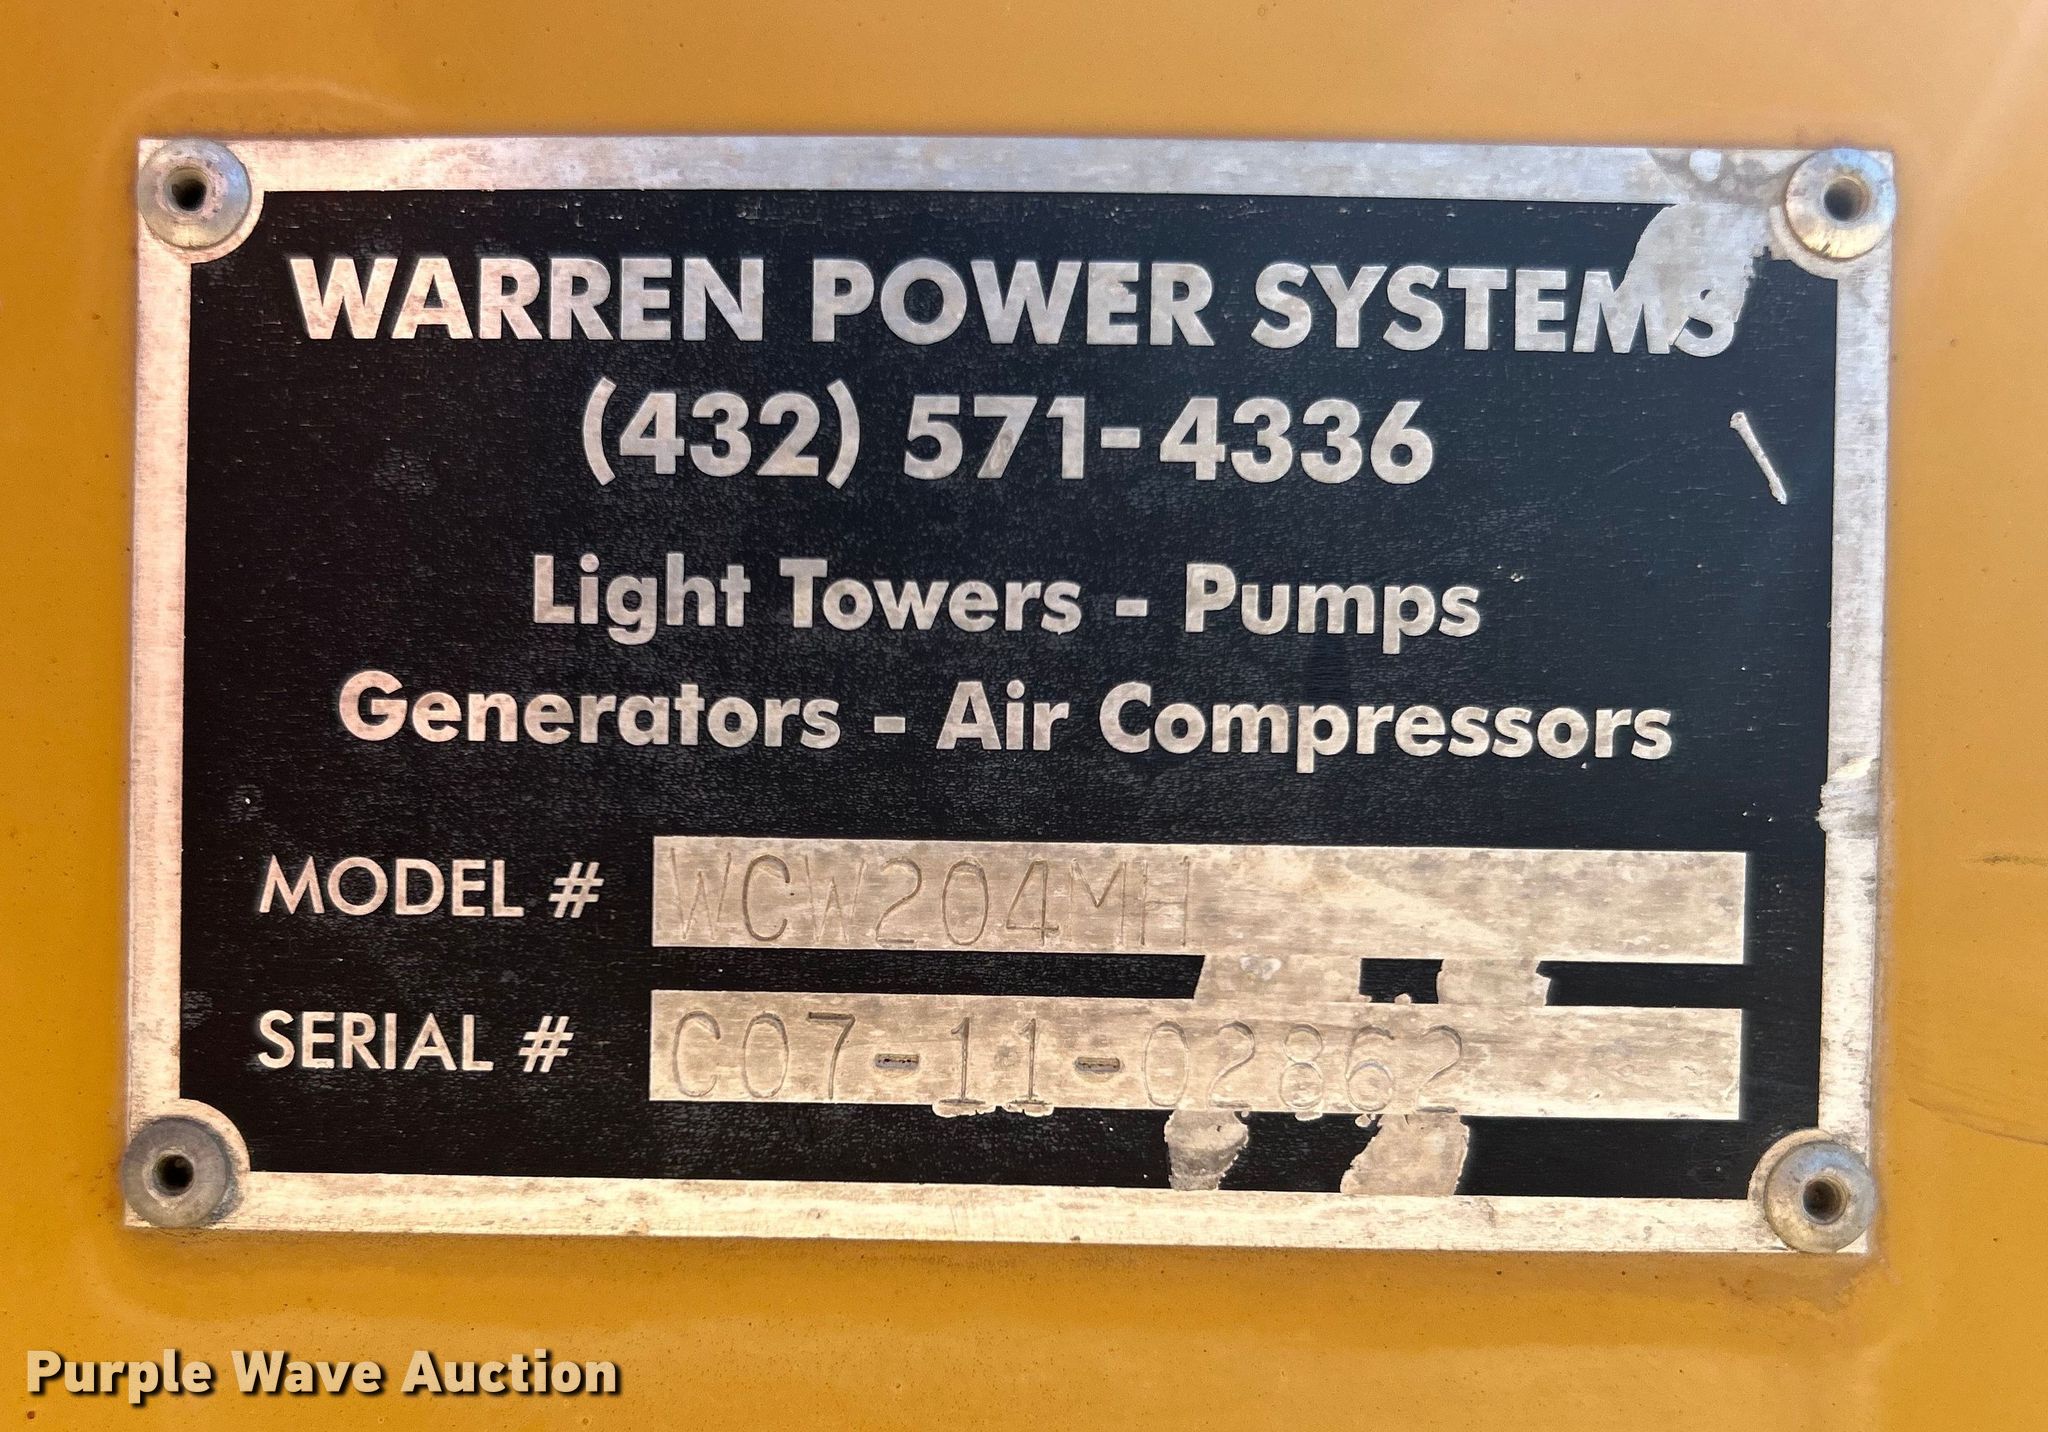 WARREN POWER SYSTEMS
(432) 571-4336
Light Towers - Pumps
Generators - Air Compressors
MODEL # WCW204MH
SERIAL # C07-11-02862
Purple Wave Auction